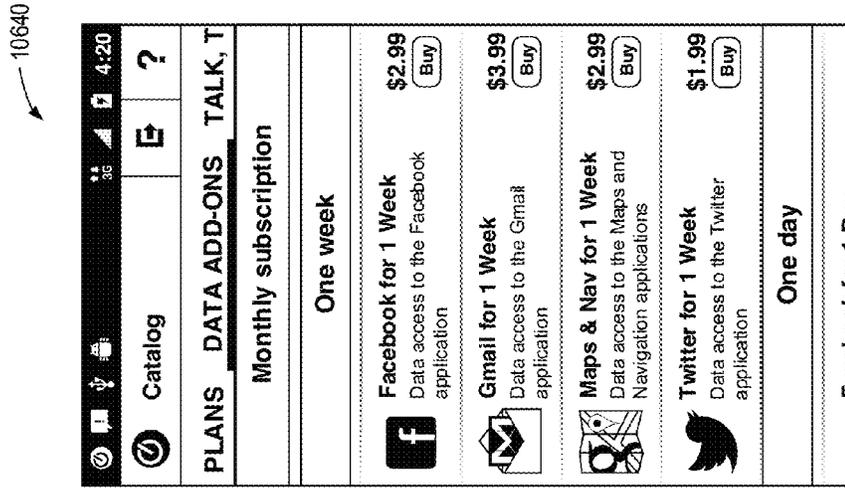 10640
3G 4:20
Catalog ?
PLANS DATA ADD-ONS TALK, T
Monthly subscription
One week
Facebook for 1 Week $2.99
Data access to the Facebook
application
Buy
Gmail for 1 Week $3.99
Data access to the Gmail
application
Buy
Maps & Nav for 1 Week $2.99
Data access to the Maps and
Navigation applications
Buy
Twitter for 1 Week $1.99
Data access to the Twitter
application
Buy
One day